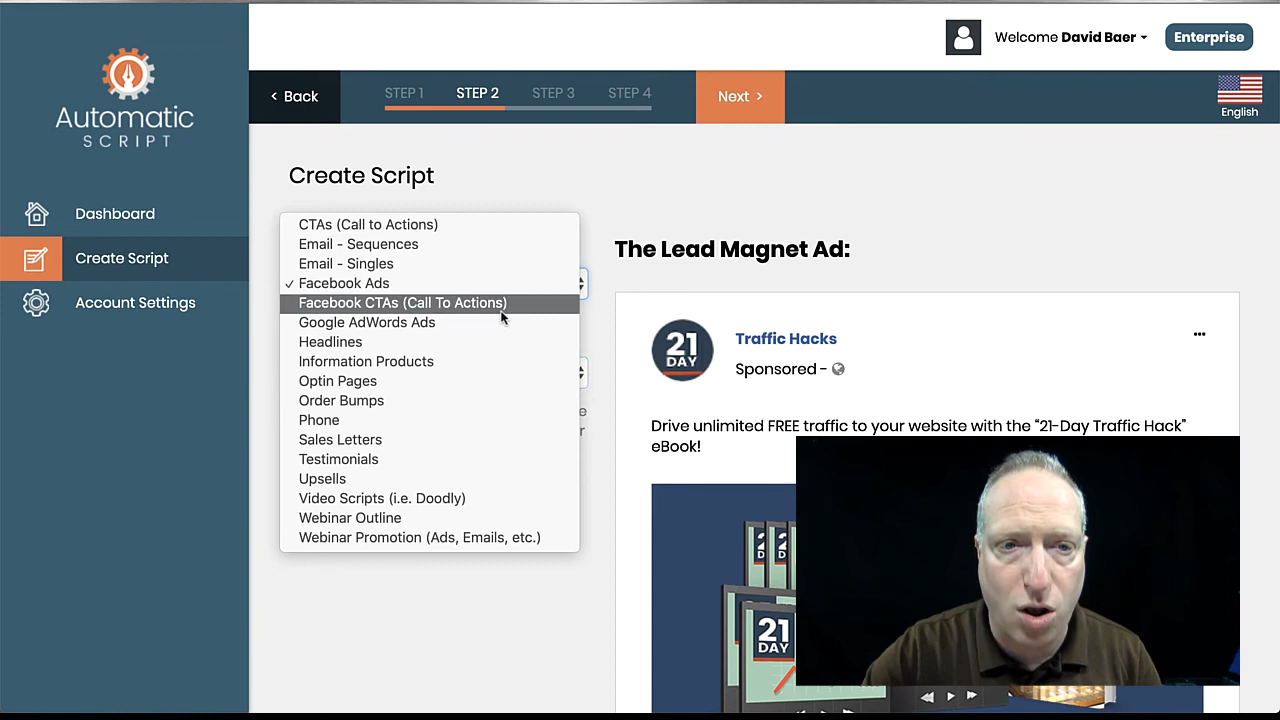 Welcome David Baer
Enterprise
Automatic
SCRIPT
< Back
STEP 1
STEP 2
STEP 3
STEP 4
Next >
English
Dashboard
Create Script
Account Settings
Create Script
CTAs (Call to Actions)
Email - Sequences
Email - Singles
✓ Facebook Ads
Facebook CTAs (Call To Actions)
Google AdWords Ads
Headlines
Information Products
Optin Pages
Order Bumps
Phone
Sales Letters
Testimonials
Upsells
Video Scripts (i.e. Doodly)
Webinar Outline
Webinar Promotion (Ads, Emails, etc.)
e
r
The Lead Magnet Ad:
21
DAY
Traffic Hacks
Sponsored -
Drive unlimited FREE traffic to your website with the "21-Day Traffic Hack"
eBook!
21
DAY